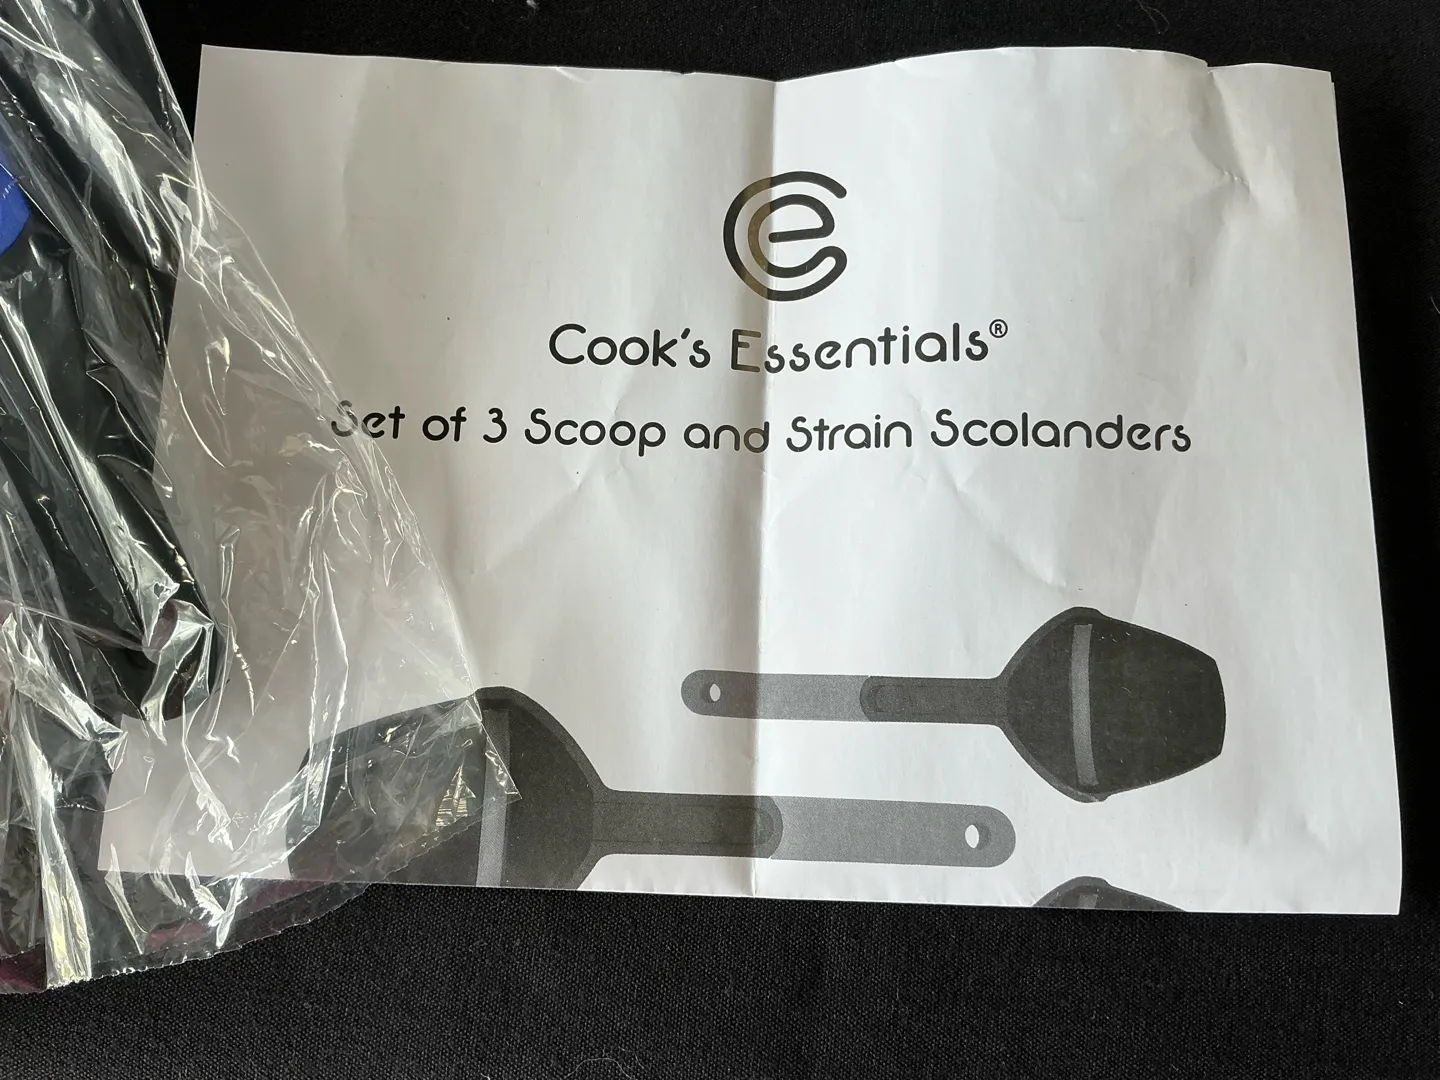 Cook's Essentials®
Set of 3 Scoop and Strain Scolanders